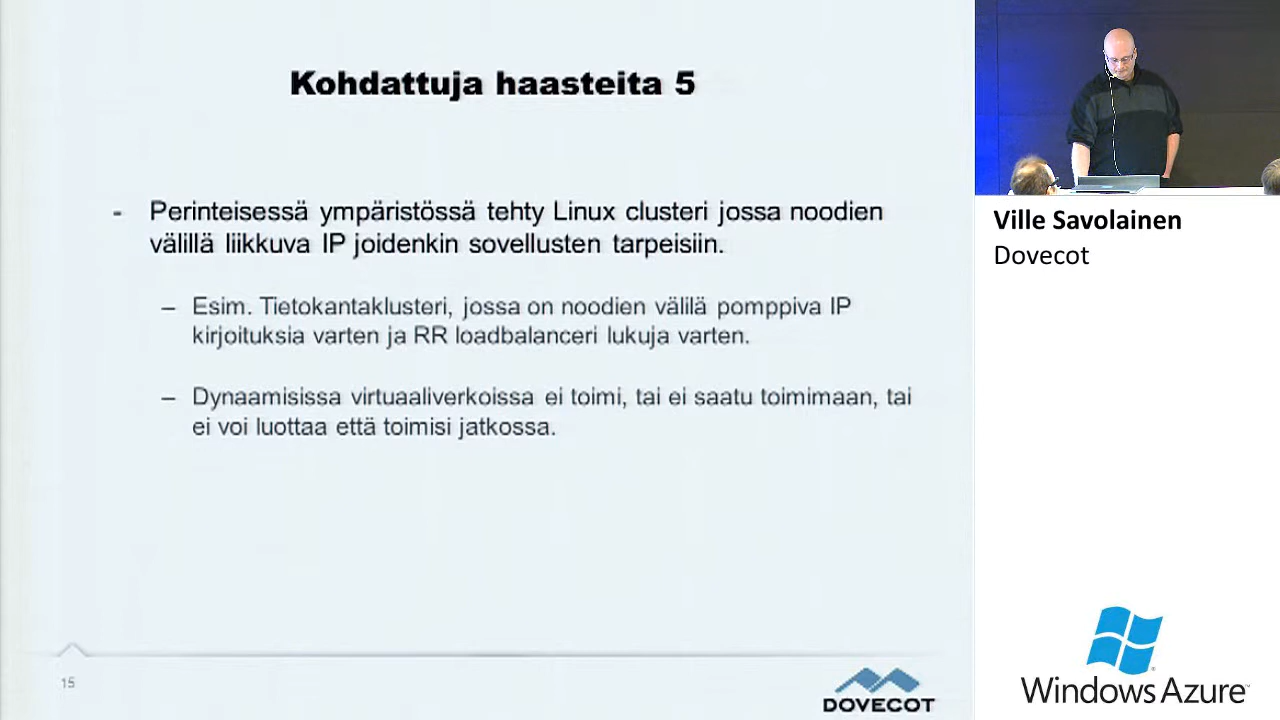 Kohdattuja haasteita 5
- Perinteisessä ympäristössä tehty Linux clusteri jossa noodien
välillä liikkuva IP joidenkin sovellusten tarpeisiin.
– Esim. Tietokantaklusteri, jossa on noodien välilä pomppiva IP
kirjoituksia varten ja RR loadbalanceri lukuja varten.
– Dynaamisissa virtuaaliverkoissa ei toimi, tai ei saatu toimimaan, tai
ei voi luottaa että toimisi jatkossa.
15
DOVECOT
Ville Savolainen
Dovecot
Windows Azure